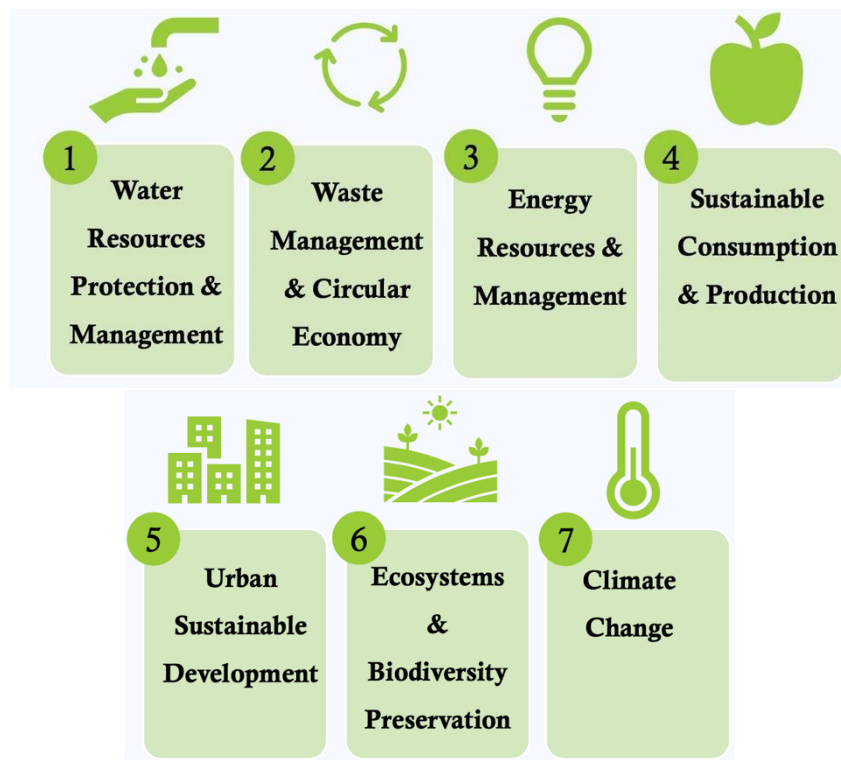 1
Water
Resources
Protection &
Management
2
Waste
Management
& Circular
Economy
3
Energy
Resources &
Management
4
Sustainable
Consumption
& Production
5
Urban
Sustainable
Development
6
Ecosystems
&
Biodiversity
Preservation
7
Climate
Change